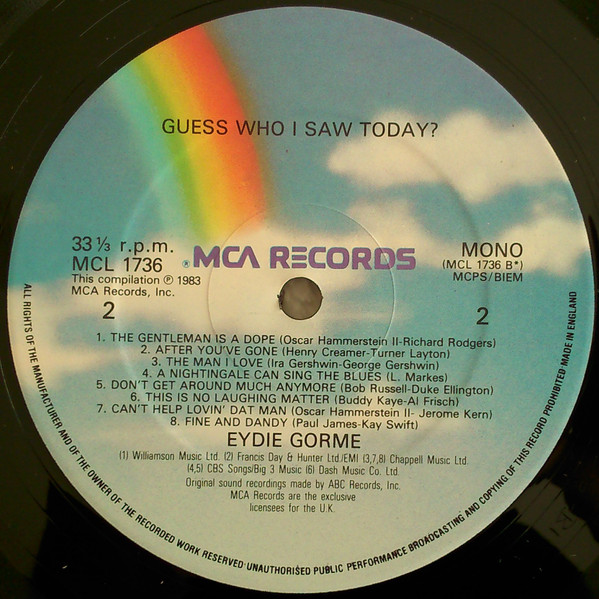 GUESS WHO I SAW TODAY?
33⅓ r.p.m.
MCL 1736
This compilation ℗ 1983
MCA Records, Inc.
2
MCA RECORDS
MONO
(MCL 1736 B*)
MCPS/BIEM
2
1. THE GENTLEMAN IS A DOPE (Oscar Hammerstein II-Richard Rodgers)
2. AFTER YOU'VE GONE (Henry Creamer-Turner Layton)
3. THE MAN I LOVE (Ira Gershwin-George Gershwin)
4. A NIGHTINGALE CAN SING THE BLUES (L. Markes)
5. DON'T GET AROUND MUCH ANYMORE (Bob Russell-Duke Ellington)
6. THIS IS NO LAUGHING MATTER (Buddy Kaye-Al Frisch)
7. CAN'T HELP LOVIN' DAT MAN (Oscar Hammerstein II- Jerome Kern)
8. FINE AND DANDY (Paul James-Kay Swift)
EYDIE GORME
(1) Williamson Music Ltd. (2) Francis Day & Hunter Ltd/EMI (3,7,8) Chappell Music Ltd.
(4,5) CBS Songs/Big 3 Music (6) Dash Music Co. Ltd.
Original sound recordings made by ABC Records, Inc.
MCA Records are the exclusive
licensees for the U.K.
ALL RIGHTS OF THE MANUFACTURER AND OF THE OWNER OF THE RECORDED WORK RESERVED UNAUTHORISED PUBLIC PERFORMANCE BROADCASTING AND COPYING OF THIS RECORD PROHIBITED MADE IN ENGLAND